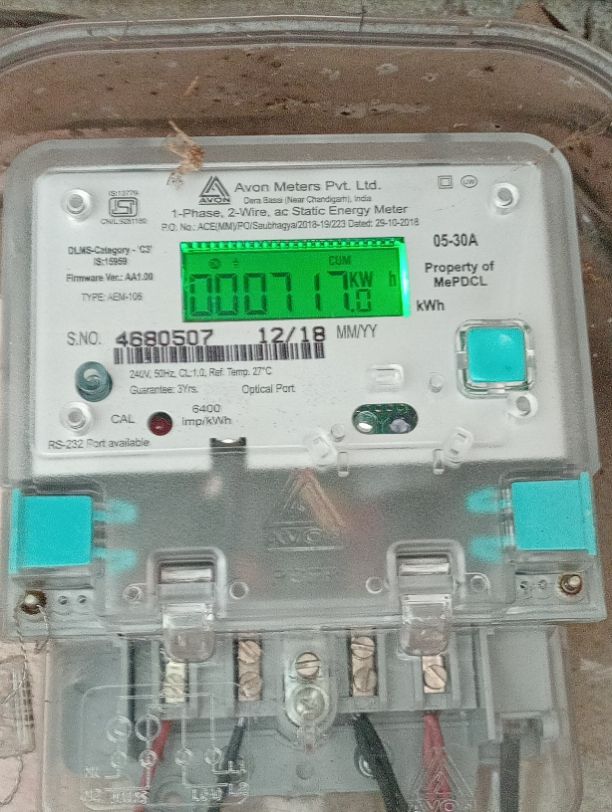 Avon Meters Pvt. Ltd.
Dera Bassi (Near Chandigarh), India
1-Phase, 2-Wire, ac Static Energy Meter
P.O. No.: ACE(MM)/PO/Saubhagya/2018-19/223 Dated: 29-10-2018
IS:13779
ISI
DLMS-Category - 'C3'
IS:15959
Firmware Ver.: AA1.00
TYPE: AEM-106
CUM
000717.0 KW h
kWh
05-30A
Property of
MePDCL
S.NO. 4680507 12/18 MM/YY
240V, 50Hz, CL:1.0, Ref. Temp. 27°C
Guarantee: 3Yrs. Optical Port
CAL
6400
imp/kWh
RS-232 Port available
AVON
AVON